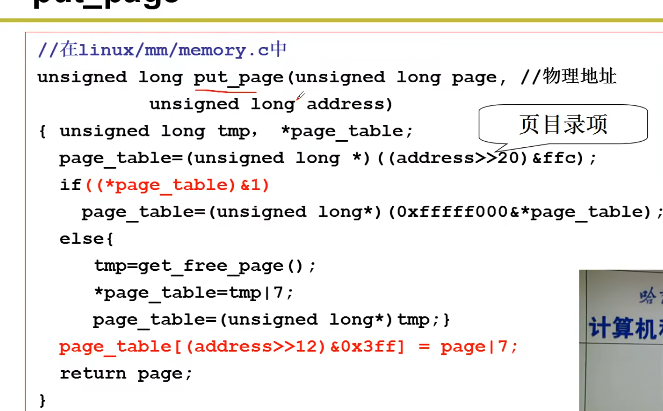 put_page
//在linux/mm/memory.c中
unsigned long put_page(unsigned long page, //物理地址
unsigned long address)
{ unsigned long tmp, *page_table;
页目录项
page_table=(unsigned long *)((address>>20)&ffc);
if((*page_table)&1)
page_table=(unsigned long*)(0xfffff000&*page_table);
else{
tmp=get_free_page();
*page_table=tmp|7;
page_table=(unsigned long*)tmp;}
page_table[(address>>12)&0x3ff] = page|7;
return page;
}
哈
计算机